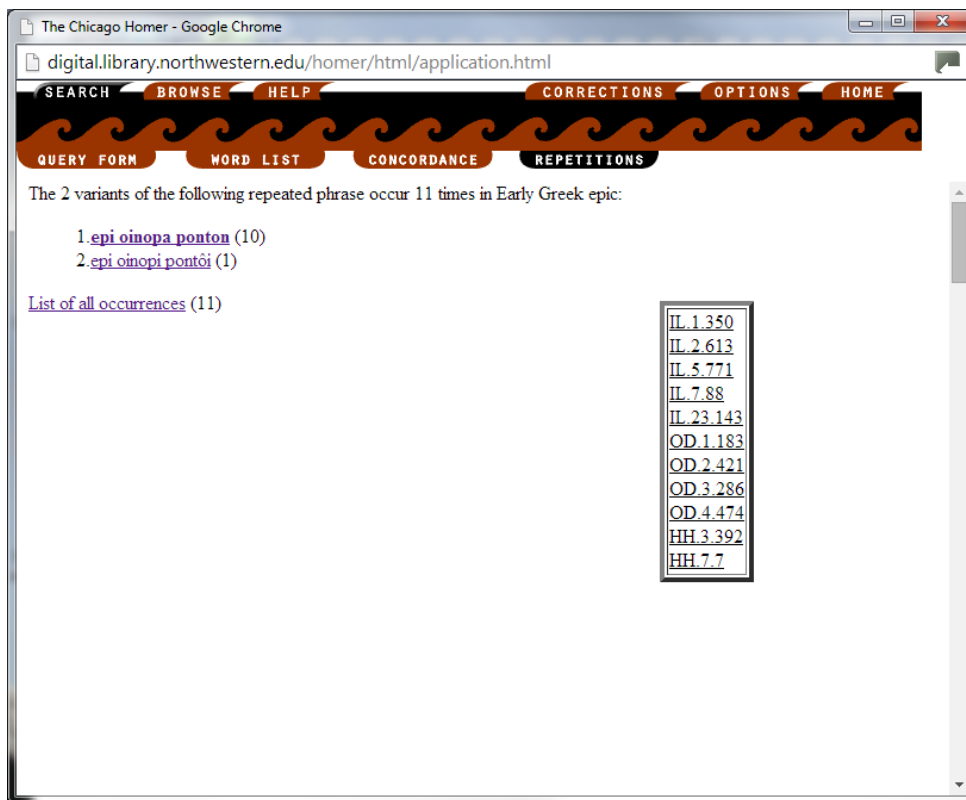 The Chicago Homer - Google Chrome
digital.library.northwestern.edu/homer/html/application.html
SEARCH BROWSE HELP CORRECTIONS OPTIONS HOME
QUERY FORM WORD LIST CONCORDANCE REPETITIONS
The 2 variants of the following repeated phrase occur 11 times in Early Greek epic:
1.epi oinopa ponton (10)
2.epi oinopi pontôi (1)
List of all occurrences (11)
IL.1.350
IL.2.613
IL.5.771
IL.7.88
IL.23.143
OD.1.183
OD.2.421
OD.3.286
OD.4.474
HH.3.392
HH.7.7